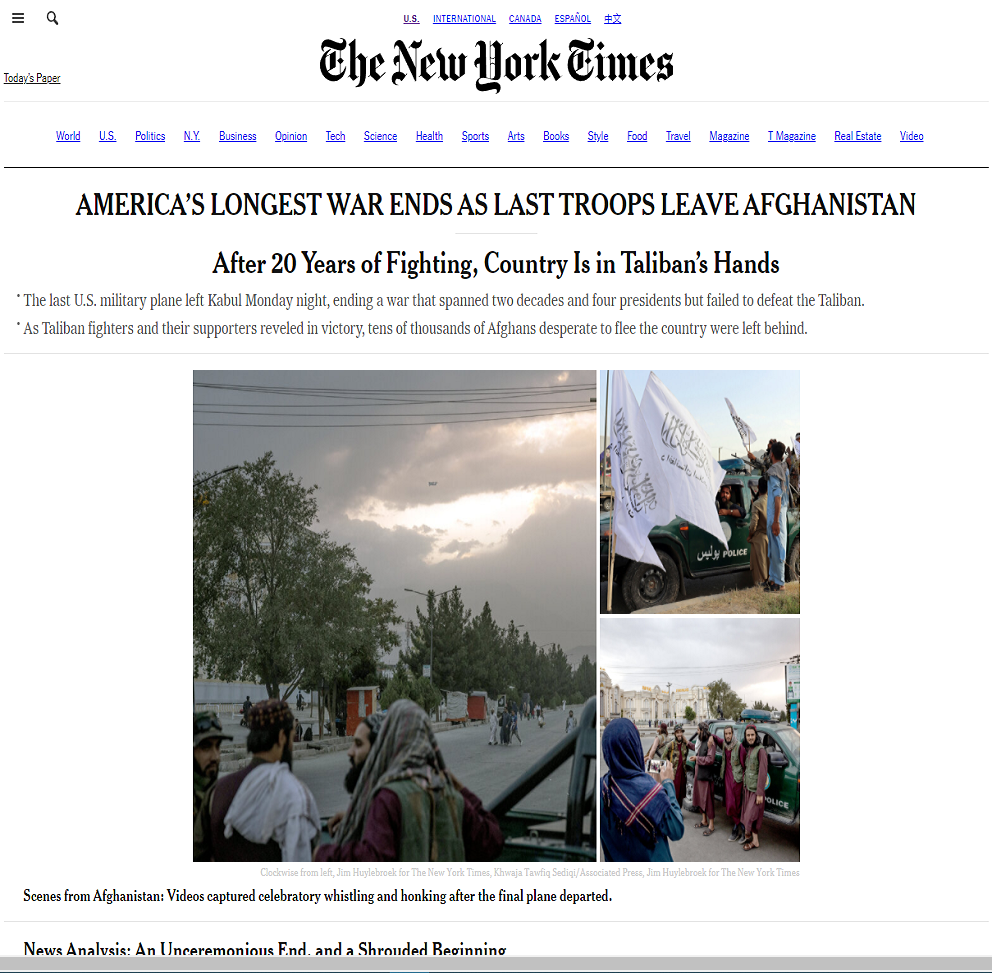 U.S. INTERNATIONAL CANADA ESPAÑOL 中文
The New York Times
Today's Paper
World U.S. Politics N.Y. Business Opinion Tech Science Health Sports Arts Books Style Food Travel Magazine T Magazine Real Estate Video
AMERICA'S LONGEST WAR ENDS AS LAST TROOPS LEAVE AFGHANISTAN
After 20 Years of Fighting, Country Is in Taliban's Hands
* The last U.S. military plane left Kabul Monday night, ending a war that spanned two decades and four presidents but failed to defeat the Taliban.
* As Taliban fighters and their supporters reveled in victory, tens of thousands of Afghans desperate to flee the country were left behind.
پولیس POLICE
POLICE
Clockwise from left, Jim Huylebroek for The New York Times, Khwaja Tawfiq Sediqi/Associated Press, Jim Huylebroek for The New York Times
Scenes from Afghanistan: Videos captured celebratory whistling and honking after the final plane departed.
News Analysis: An Unceremonious End, and a Shrouded Beginning